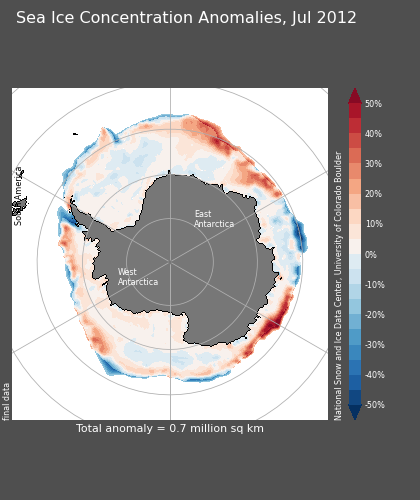 Sea Ice Concentration Anomalies, Jul 2012
South America
East
Antarctica
West
Antarctica
final data
50%
40%
30%
20%
10%
0%
-10%
-20%
-30%
-40%
-50%
National Snow and Ice Data Center, University of Colorado Boulder
Total anomaly = 0.7 million sq km